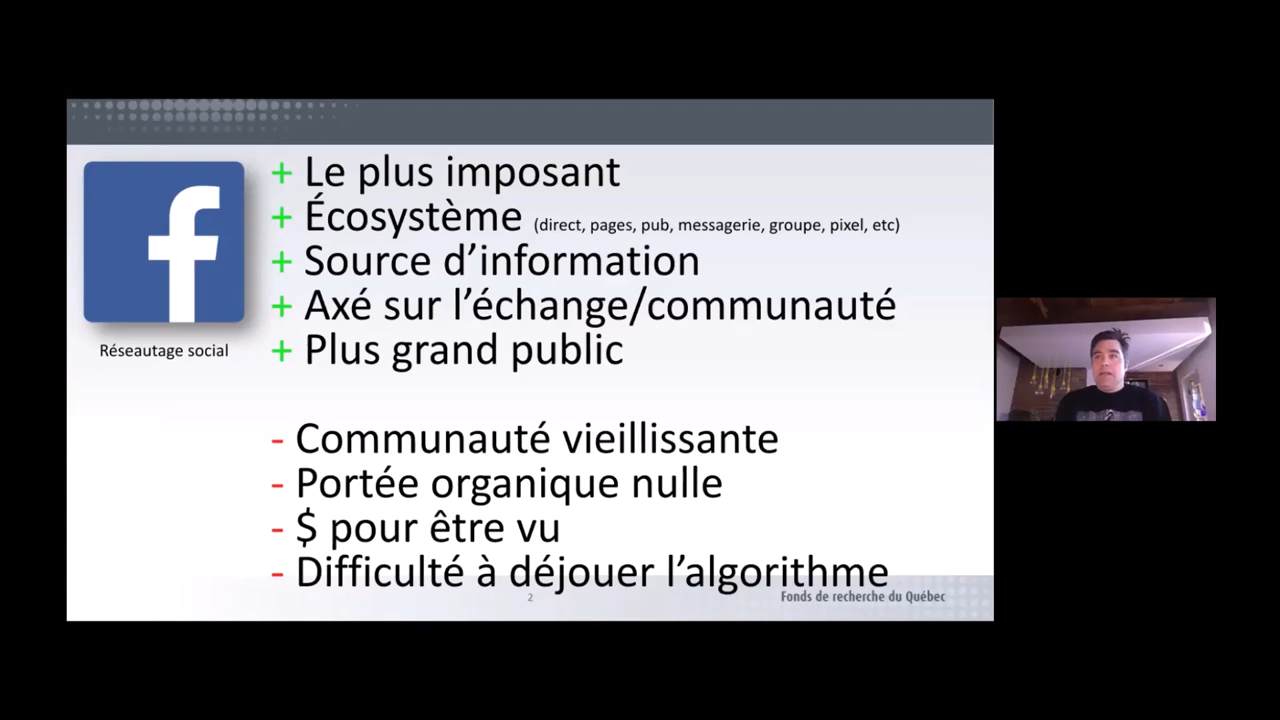 + Le plus imposant
+ Écosystème (direct, pages, pub, messagerie, groupe, pixel, etc)
+ Source d’information
+ Axé sur l’échange/communauté
+ Plus grand public
Réseautage social
- Communauté vieillissante
- Portée organique nulle
- $ pour être vu
- Difficulté à déjouer l’algorithme
2
Fonds de recherche du Québec